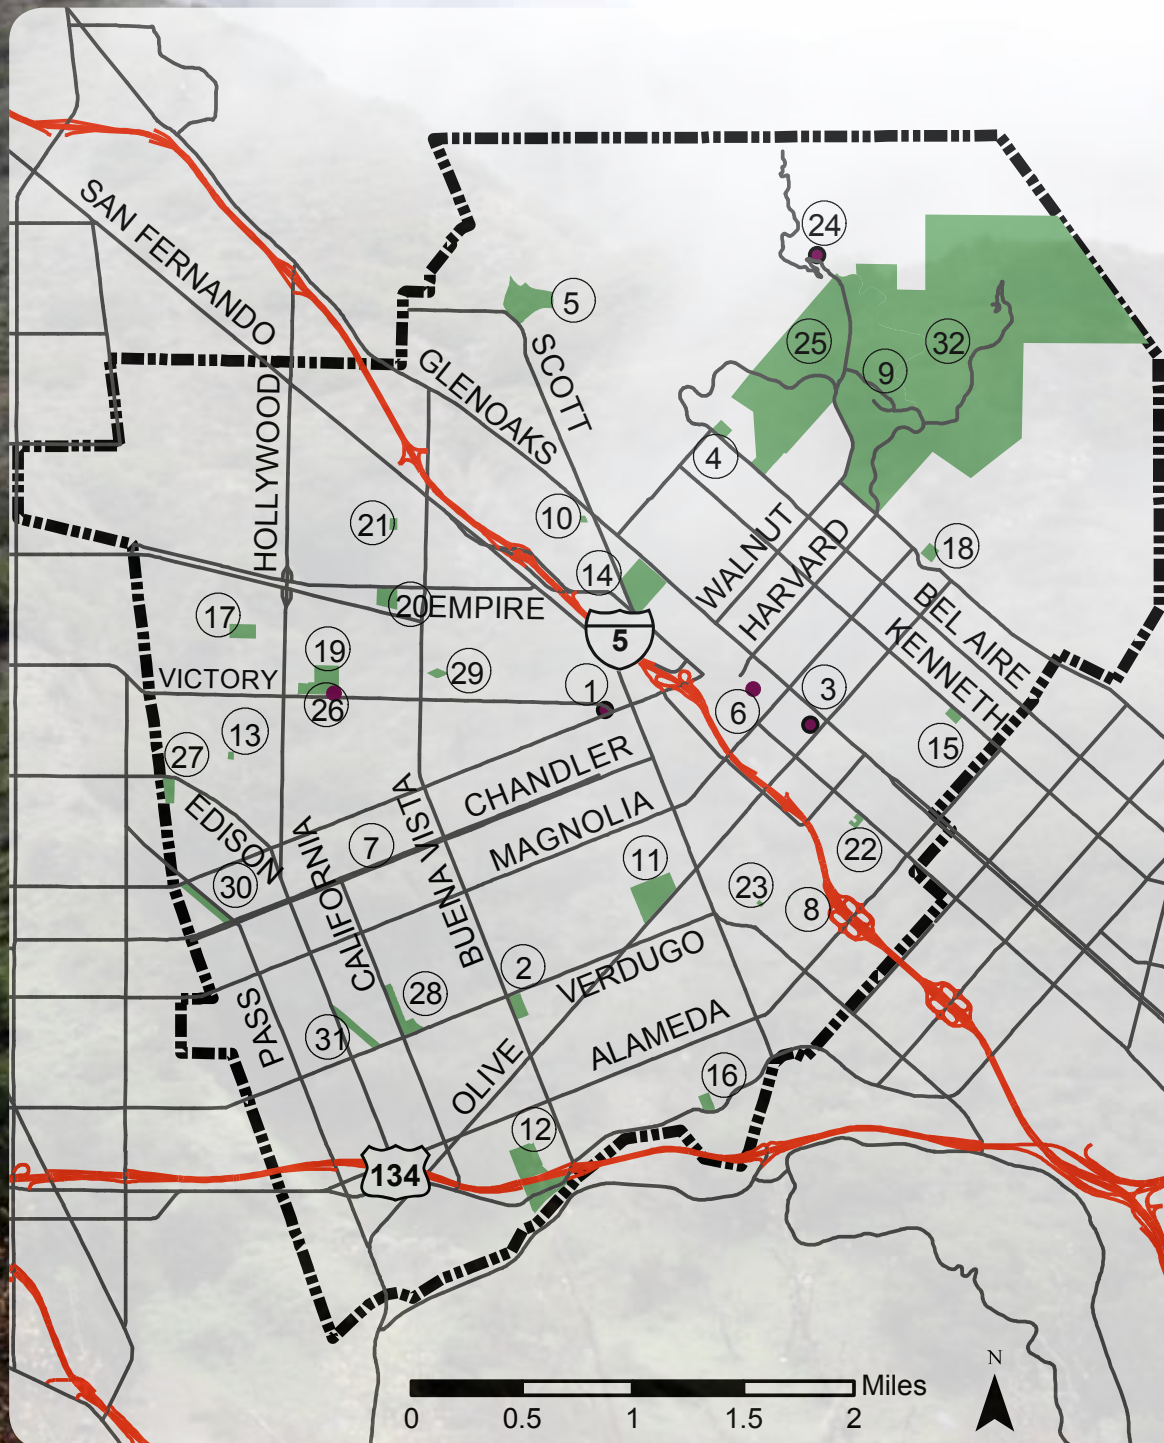 SAN FERNANDO
24
5
SCOTT
25
32
9
GLENOAKS
HOLLYWOOD
4
21
10
WALNUT
HARVARD
18
14
BEL AIRE
20
EMPIRE
17
5
KENNETH
19
VICTORY
29
1
3
26
6
13
15
27
CHANDLER
EDISON
CALIFORNIA
7
BUENA VISTA
MAGNOLIA
22
11
30
23
8
2
VERDUGO
28
PASS
31
ALAMEDA
OLIVE
16
12
134
N
Miles
0 0.5 1 1.5 2